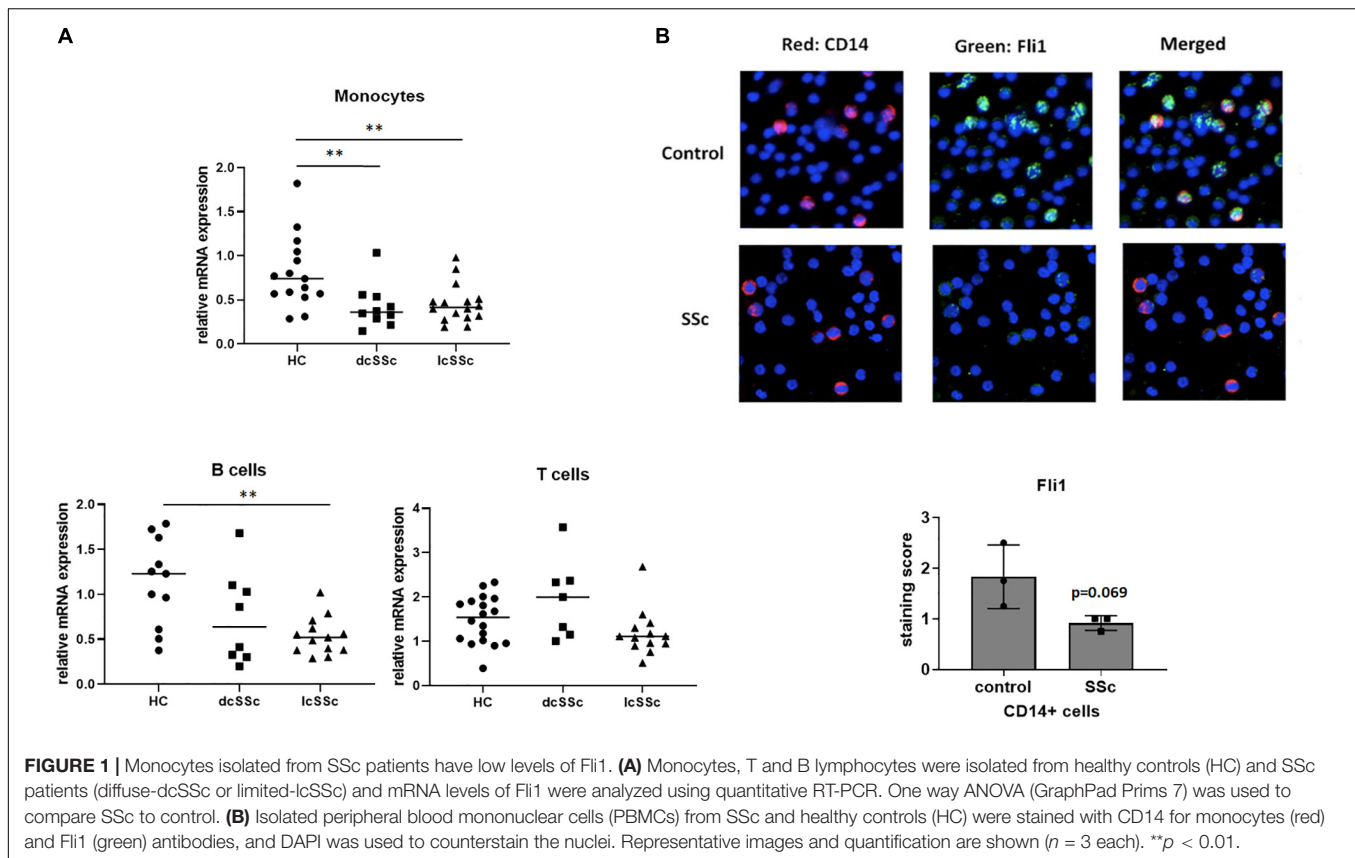 A
Monocytes
**
**
relative mRNA expression
2.0
1.5
1.0
0.5
0.0
HC
dcSSc
lcSSc
B
Red: CD14
Green: Fli1
Merged
Control
SSc
B cells
**
relative mRNA expression
2.0
1.5
1.0
0.5
0.0
HC
dcSSc
lcSSc
T cells
relative mRNA expression
4
3
2
1
0
HC
dcSSc
lcSSc
Fli1
staining score
3
2
1
0
p=0.069
control
SSc
CD14+ cells
FIGURE 1 | Monocytes isolated from SSc patients have low levels of Fli1. (A) Monocytes, T and B lymphocytes were isolated from healthy controls (HC) and SSc
patients (diffuse-dcSSc or limited-lcSSc) and mRNA levels of Fli1 were analyzed using quantitative RT-PCR. One way ANOVA (GraphPad Prims 7) was used to
compare SSc to control. (B) Isolated peripheral blood mononuclear cells (PBMCs) from SSc and healthy controls (HC) were stained with CD14 for monocytes (red)
and Fli1 (green) antibodies, and DAPI was used to counterstain the nuclei. Representative images and quantification are shown (n = 3 each). **p < 0.01.